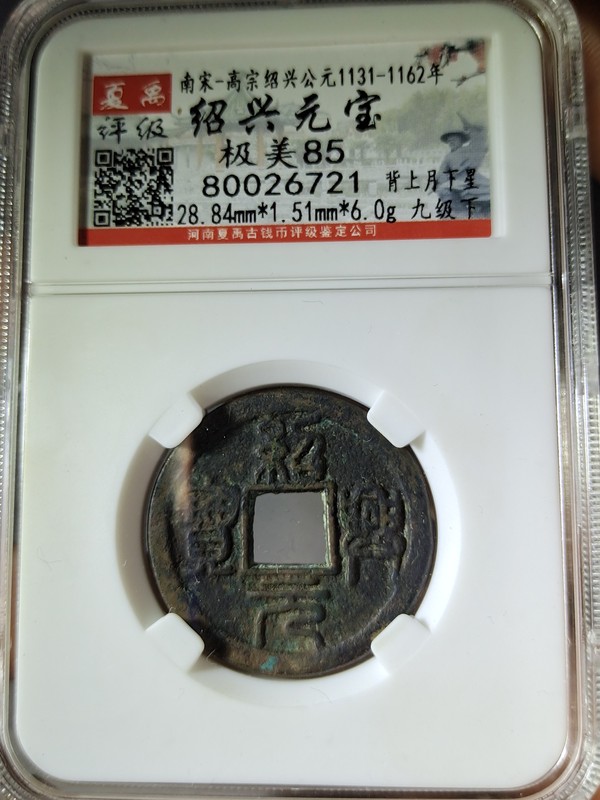 夏禹
评级
南宋-高宗绍兴公元1131-1162年
绍兴元宝
极美85
80026721 背上月下星
28.84mm*1.51mm*6.0g 九级下
河南夏禹古钱币评级鉴定公司
紹
興
元
寶